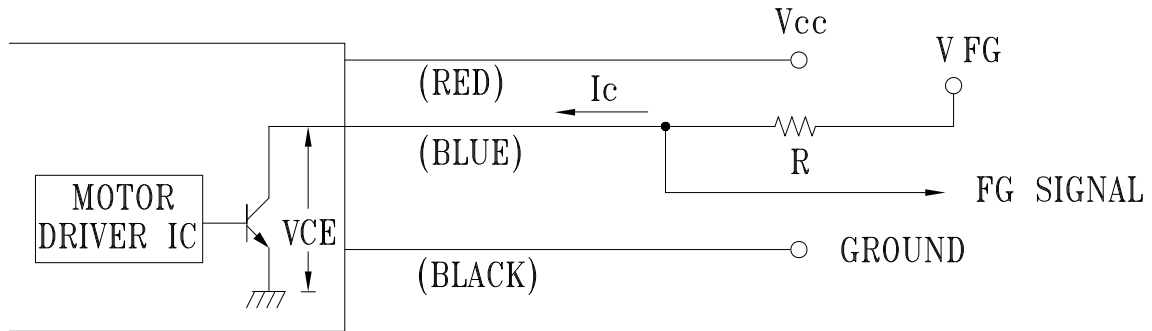 Vcc
V FG
(RED)
Ic
(BLUE)
R
MOTOR
DRIVER IC
VCE
FG SIGNAL
(BLACK)
GROUND